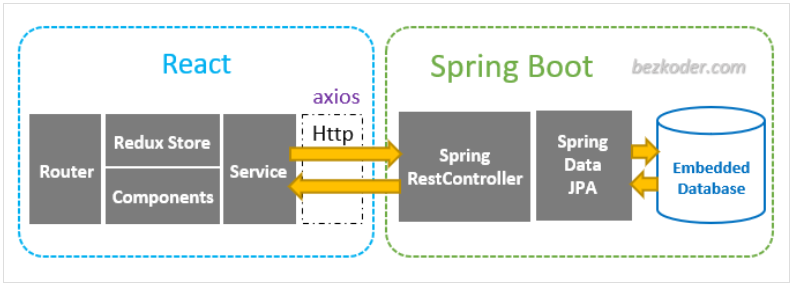 React
axios
Http
Router
Redux Store
Components
Service
Spring Boot
bezkoder.com
Spring
RestController
Spring
Data
JPA
Embedded
Database